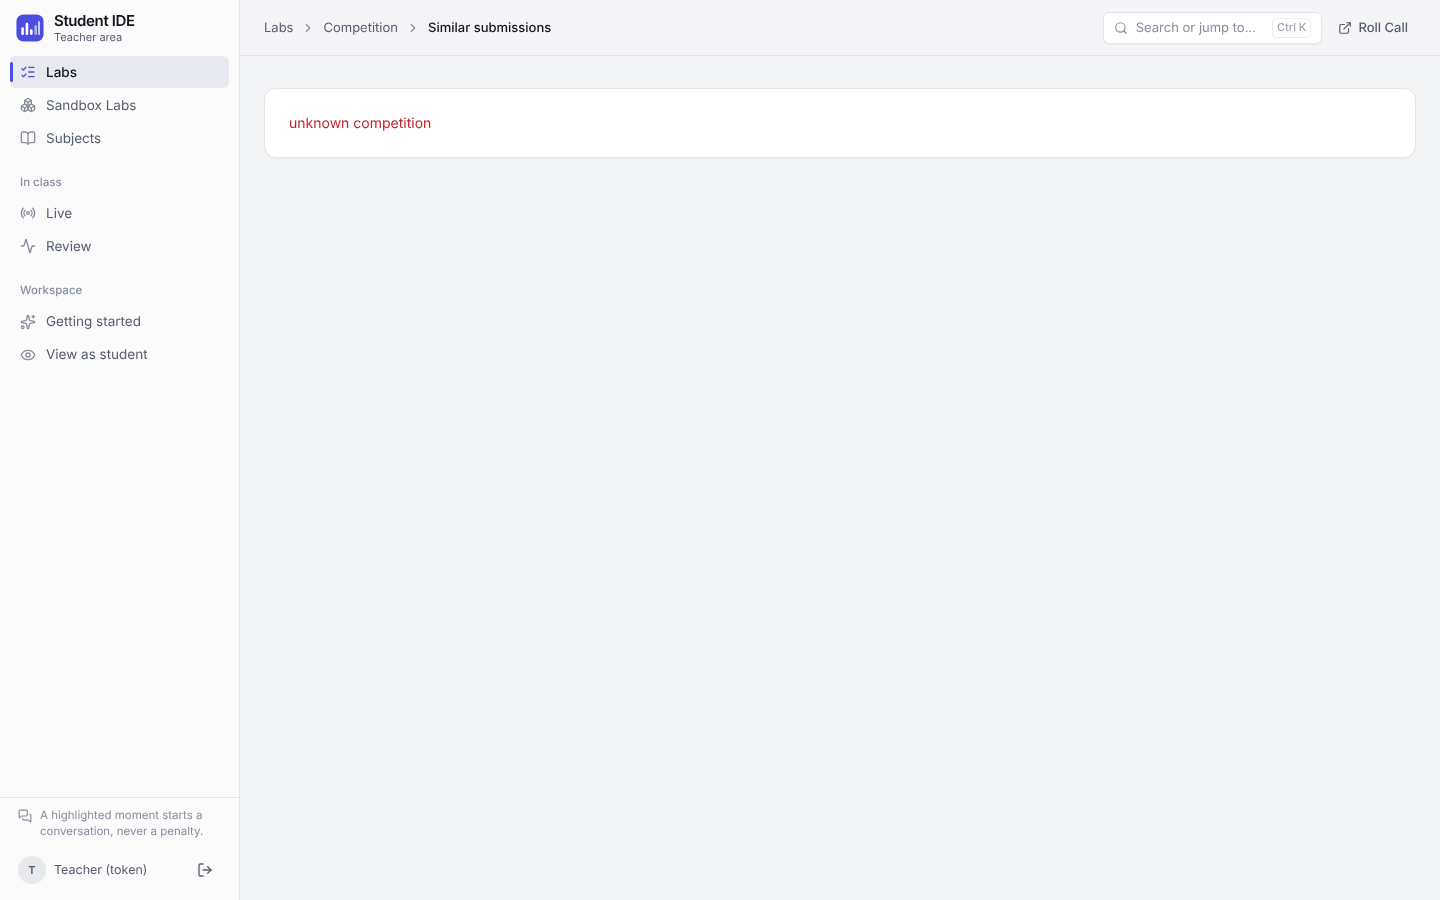 Student IDE
Teacher area
Labs
Sandbox Labs
Subjects
In class
Live
Review
Workspace
Getting started
View as student
A highlighted moment starts a
conversation, never a penalty.
T
Teacher (token)
Labs
Competition
Similar submissions
Search or jump to...
Ctrl K
Roll Call
unknown competition